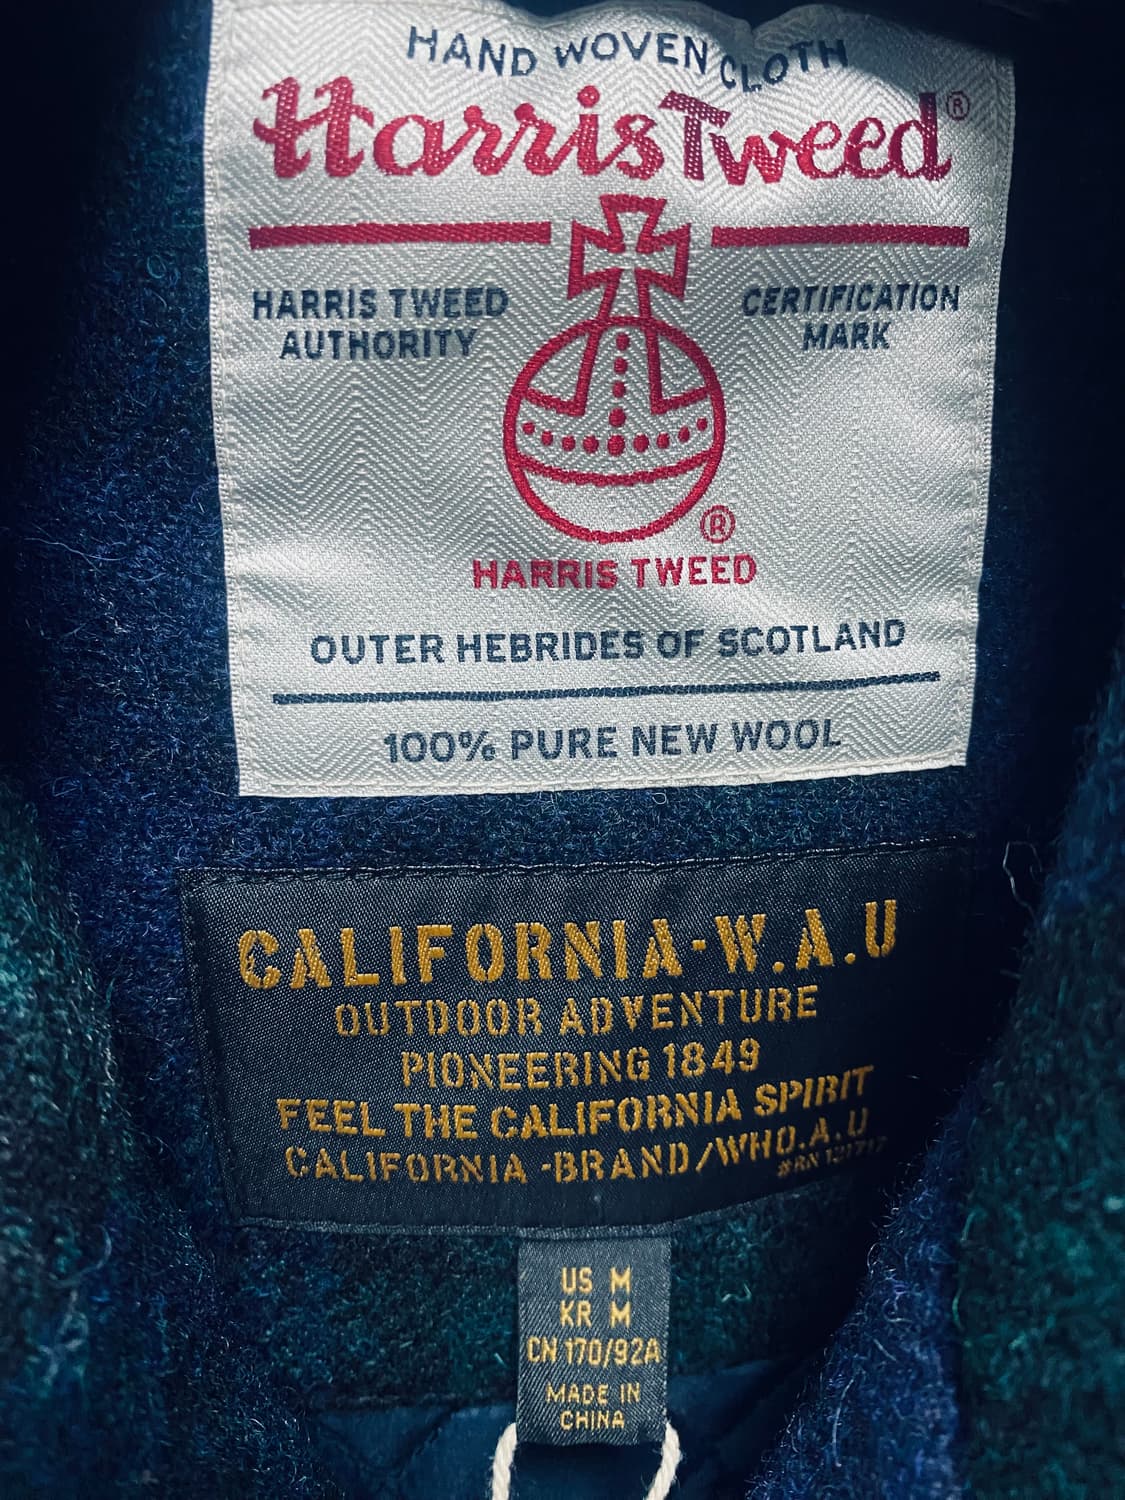 HAND WOVEN CLOTH
Harris Tweed®
HARRIS TWEED AUTHORITY
CERTIFICATION MARK
®
HARRIS TWEED
OUTER HEBRIDES OF SCOTLAND
100% PURE NEW WOOL
CALIFORNIA-W.A.U
OUTDOOR ADVENTURE
PIONEERING 1849
FEEL THE CALIFORNIA SPIRIT
CALIFORNIA-BRAND/WHO.A.U
#RN 121717
US M
KR M
CN 170/92A
MADE IN
CHINA